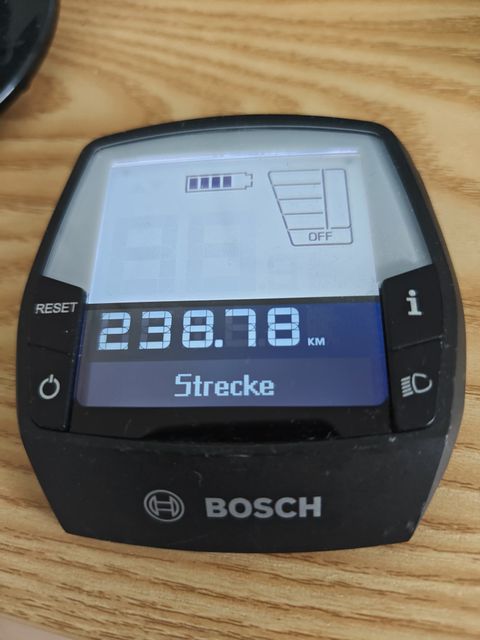 OFF
RESET
i
238.78 KM
Strecke
BOSCH